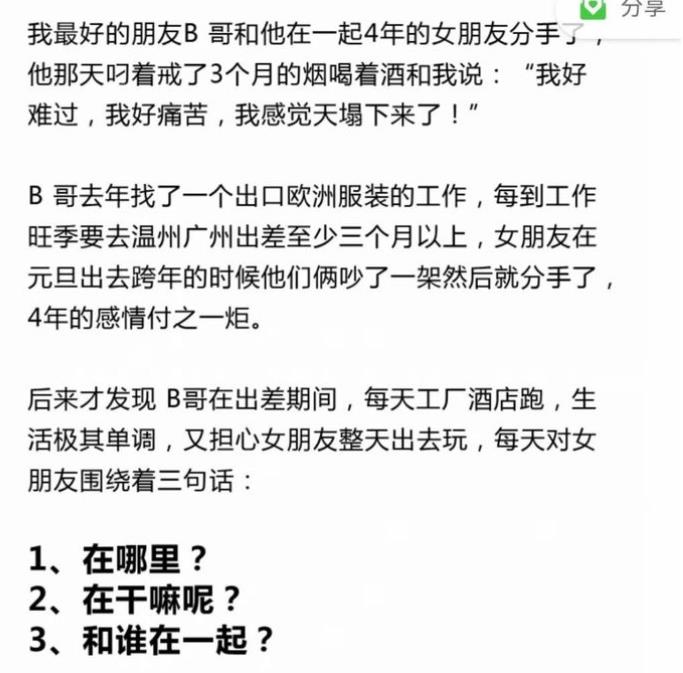 分享
我最好的朋友B 哥和他在一起4年的女朋友分手了，
他那天叼着戒了3个月的烟喝着酒和我说：“我好
难过，我好痛苦，我感觉天塌下来了！”
B 哥去年找了一个出口欧洲服装的工作，每到工作
旺季要去温州广州出差至少三个月以上，女朋友在
元旦出去跨年的时候他们俩吵了一架然后就分手了，
4年的感情付之一炬。
后来才发现 B哥在出差期间，每天工厂酒店跑，生
活极其单调，又担心女朋友整天出去玩，每天对女
朋友围绕着三句话：
1、在哪里？
2、在干嘛呢？
3、和谁在一起？